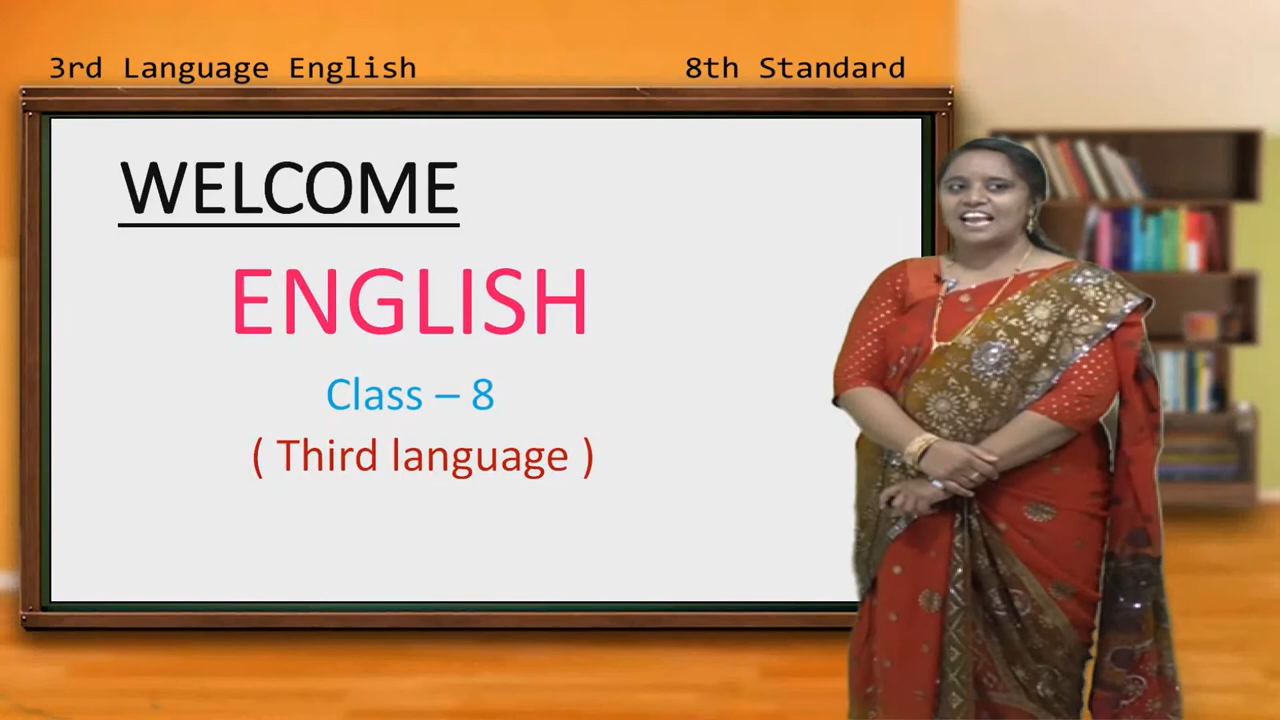 3rd Language English 8th Standard
WELCOME
ENGLISH
Class – 8
( Third language )